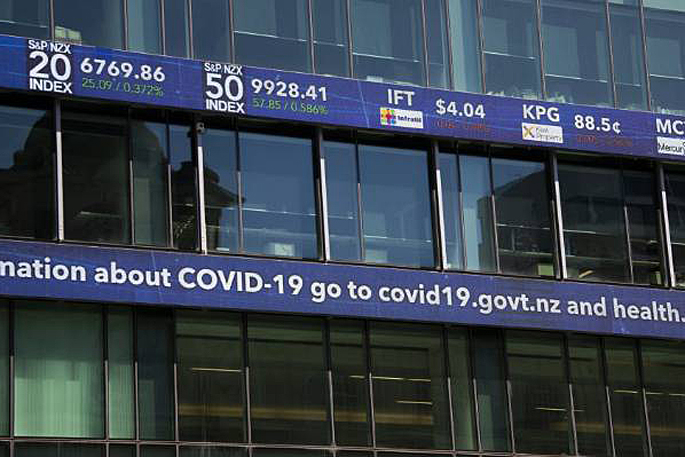 S&P/NZX
20
INDEX
6769.86
25.09 / 0.372%
S&P/NZX
50
INDEX
9928.41
57.85 / 0.586%
IFT
infratil
$4.04
KPG
Kiwi Property
88.5¢
MC
Mercury
mation about COVID-19 go to covid19.govt.nz and health.